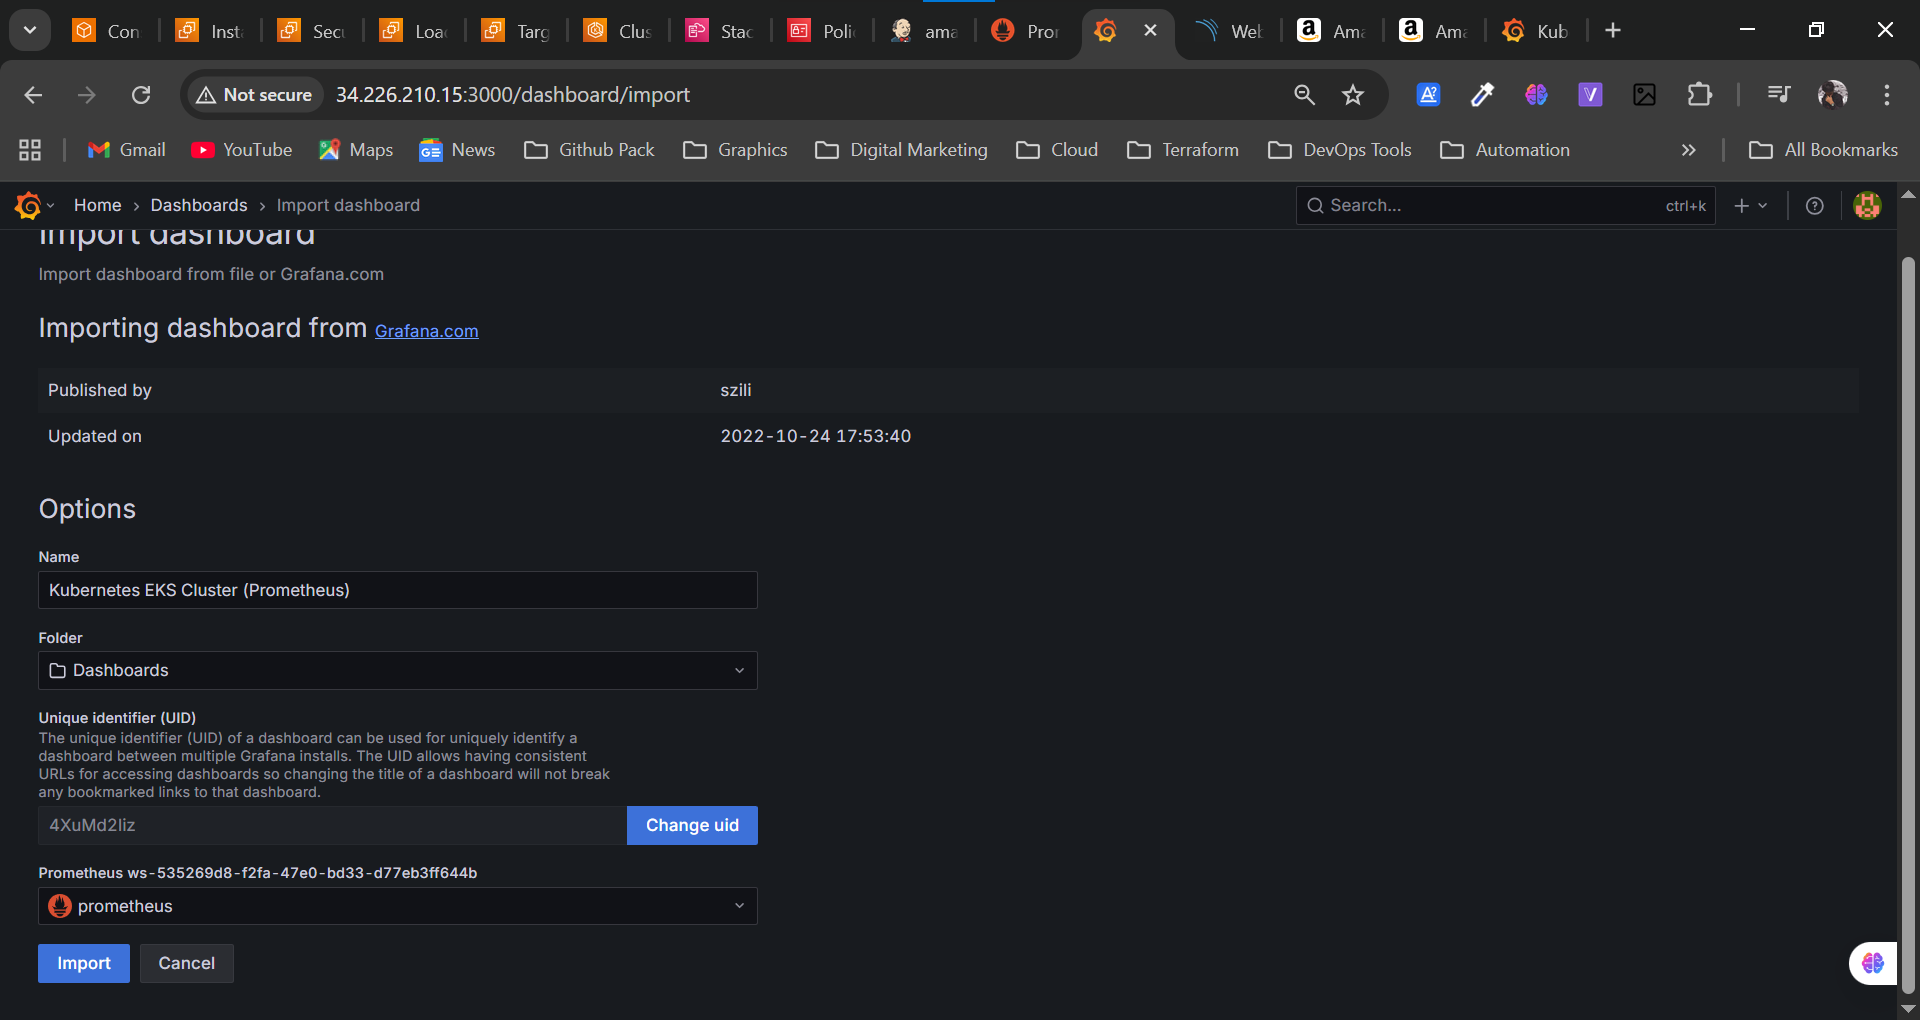 Con
Inst
Sec
Loa
Targ
Clus
Stac
Poli
ama
Pro
Web
Ama
Ama
Kub
Not secure
34.226.210.15:3000/dashboard/import
Gmail
YouTube
Maps
News
Github Pack
Graphics
Digital Marketing
Cloud
Terraform
DevOps Tools
Automation
All Bookmarks
Home › Dashboards › Import dashboard
Search...
ctrl+k
Import dashboard
Import dashboard from file or Grafana.com
Importing dashboard from Grafana.com
Published by
szili
Updated on
2022-10-24 17:53:40
Options
Name
Kubernetes EKS Cluster (Prometheus)
Folder
Dashboards
Unique identifier (UID)
The unique identifier (UID) of a dashboard can be used for uniquely identify a
dashboard between multiple Grafana installs. The UID allows having consistent
URLs for accessing dashboards so changing the title of a dashboard will not break
any bookmarked links to that dashboard.
4XuMd2Iiz
Change uid
Prometheus ws-535269d8-f2fa-47e0-bd33-d77eb3ff644b
prometheus
Import
Cancel